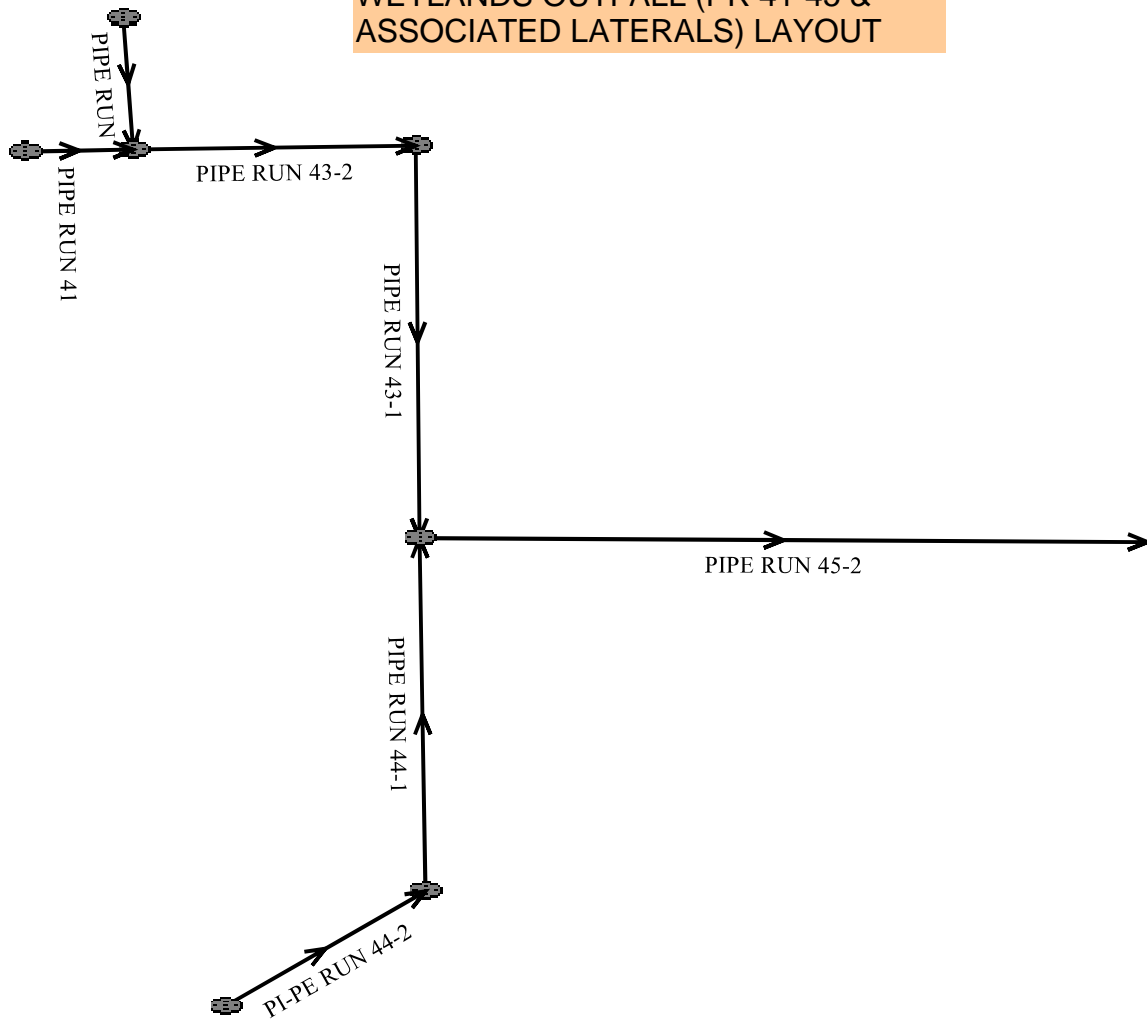 ASSOCIATED LATERALS) LAYOUT
PIPE RUN
PIPE RUN 43-2
PIPE RUN 41
PIPE RUN 43-1
PIPE RUN 45-2
PIPE RUN 44-1
PI-PE RUN 44-2